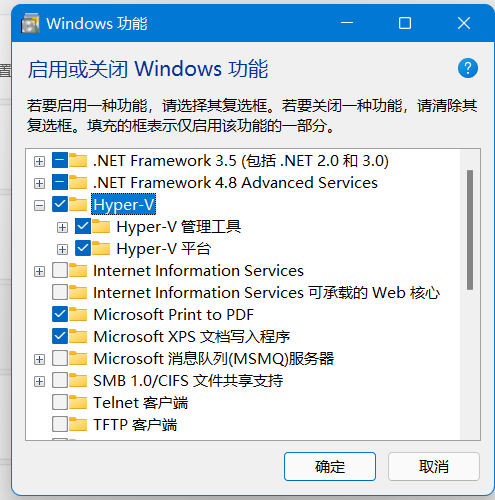 Windows 功能
启用或关闭 Windows 功能
若要启用一种功能，请选择其复选框。若要关闭一种功能，请清除其
复选框。填充的框表示仅启用该功能的一部分。
.NET Framework 3.5 (包括 .NET 2.0 和 3.0)
.NET Framework 4.8 Advanced Services
Hyper-V
Hyper-V 管理工具
Hyper-V 平台
Internet Information Services
Internet Information Services 可承载的 Web 核心
Microsoft Print to PDF
Microsoft XPS 文档写入程序
Microsoft 消息队列(MSMQ)服务器
SMB 1.0/CIFS 文件共享支持
Telnet 客户端
TFTP 客户端
确定
取消